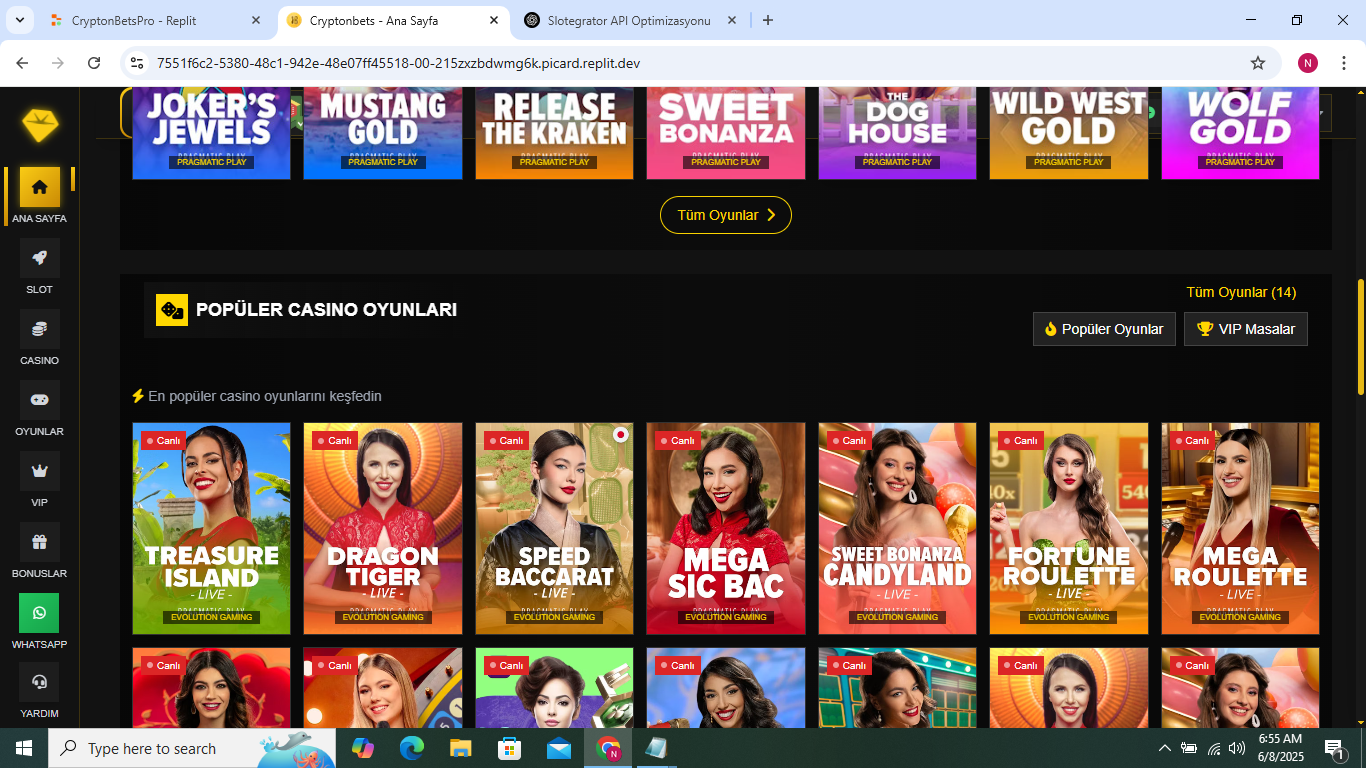 CryptonBetsPro - Replit
Cryptonbets - Ana Sayfa
Slotegrator API Optimizasyonu
7551f6c2-5380-48c1-942e-48e07ff45518-00-215zxzbdwmg6k.picard.replit.dev
N
JOKER'S
JEWELS
PRAGMATIC PLAY
MUSTANG
GOLD
PRAGMATIC PLAY
RELEASE
THE KRAKEN
PRAGMATIC PLAY
SWEET
BONANZA
PRAGMATIC PLAY
THE
DOG
HOUSE
PRAGMATIC PLAY
WILD WEST
GOLD
PRAGMATIC PLAY
WOLF
GOLD
PRAGMATIC PLAY
Tüm Oyunlar
ANA SAYFA
SLOT
CASINO
OYUNLAR
VIP
BONUSLAR
WHATSAPP
YARDIM
POPÜLER CASINO OYUNLARI
Tüm Oyunlar (14)
Popüler Oyunlar
VIP Masalar
En popüler casino oyunlarını keşfedin
Canlı
TREASURE
ISLAND
- LIVE -
EVOLUTION GAMING
Canlı
DRAGON
TIGER
- LIVE -
EVOLUTION GAMING
Canlı
SPEED
BACCARAT
- LIVE -
EVOLUTION GAMING
Canlı
MEGA
SIC BAC
PRAGMATIC PLAY
EVOLUTION GAMING
Canlı
SWEET BONANZA
CANDYLAND
- LIVE -
EVOLUTION GAMING
Canlı
FORTUNE
ROULETTE
- LIVE -
EVOLUTION GAMING
Canlı
MEGA
ROULETTE
- LIVE -
EVOLUTION GAMING
Canlı
Canlı
Canlı
Canlı
Canlı
Canlı
Canlı
Type here to search
N
6:55 AM
6/8/2025
1